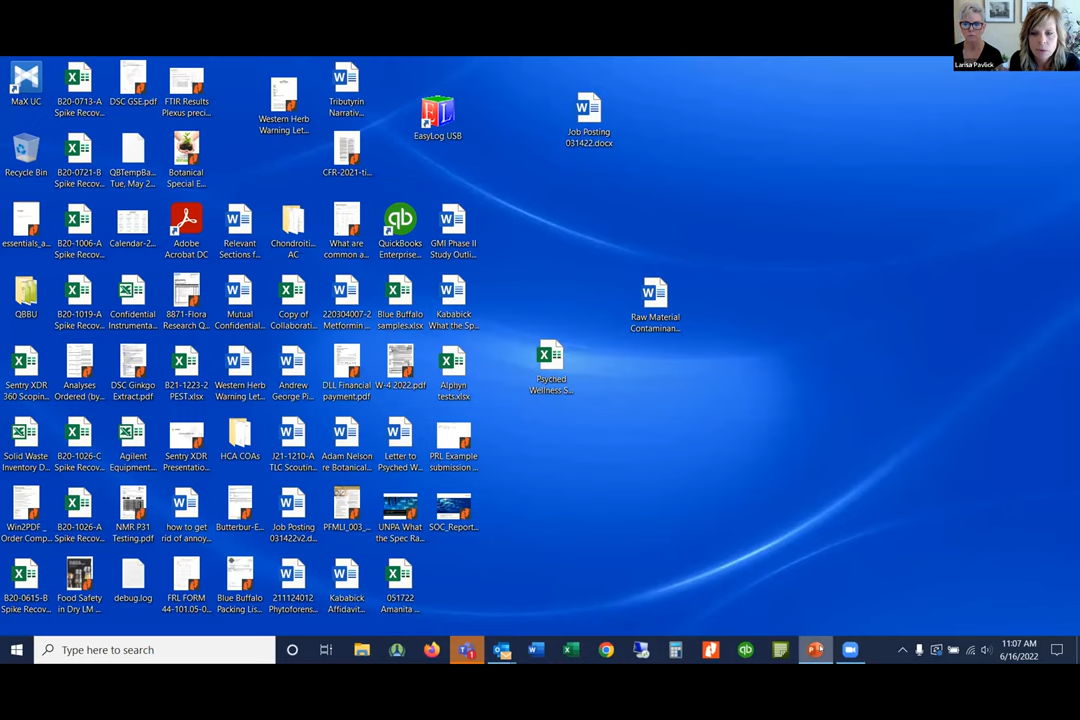 Larisa Pavlick
MaX UC
B20-0713-A
Spike Recov...
DSC GSE.pdf
FTIR Results
Plexus preci...
Western Herb
Warning Let...
Tributyrin
Narrativ...
EasyLog USB
Job Posting
031422.docx
Recycle Bin
B20-0721-B
Spike Recov...
QBTempBa...
Tue, May 2...
Botanical
Special E...
CFR-2021-ti...
essentials_a...
B20-1006-A
Spike Recov...
Calendar-2...
Adobe
Acrobat DC
Relevant
Sections f...
Chondroiti...
AC
What are
common a...
QuickBooks
Enterprise...
GMI Phase II
Study Outli...
QBBU
B20-1019-A
Spike Recov...
Confidential
Instrumenta...
8871-Flora
Research Q...
Mutual
Confidential...
Copy of
Collaborati...
220304007-2
Metformin ...
Blue Buffalo
samples.xlsx
Kababick
What the Sp...
Raw Material
Contaminan...
Sentry XDR
360 Scopin...
Analyses
Ordered (by...
DSC Ginkgo
Extract.pdf
B21-1223-2
PEST.xlsx
Western Herb
Warning Let...
Andrew
George Pi...
DLL Financial
payment.pdf
W-4 2022.pdf
Alphyn
tests.xlsx
Psyched
Wellness S...
Solid Waste
Inventory D...
B20-1026-C
Spike Recov...
Agilent
Equipment...
Sentry XDR
Presentatio...
HCA COAs
J21-1210-A
TLC Scoutin...
Adam Nelson
re Botanical...
Letter to
Psyched W...
PRL Example
submission ...
Win2PDF _
Order Comp...
B20-1026-A
Spike Recov...
NMR P31
Testing.pdf
how to get
rid of annoy...
Butterbur-E...
Job Posting
031422v2.d...
PFMLI_003_...
UNPA What
the Spec Ra...
SOC_Report...
B20-0615-B
Spike Recov...
Food Safety
in Dry LM ...
debug.log
FRL FORM
44-101.05-0...
Blue Buffalo
Packing Lis...
211124012
Phytoforens...
Kababick
Affidavit...
051722
Amanita ...
Type here to search
11:07 AM
6/16/2022